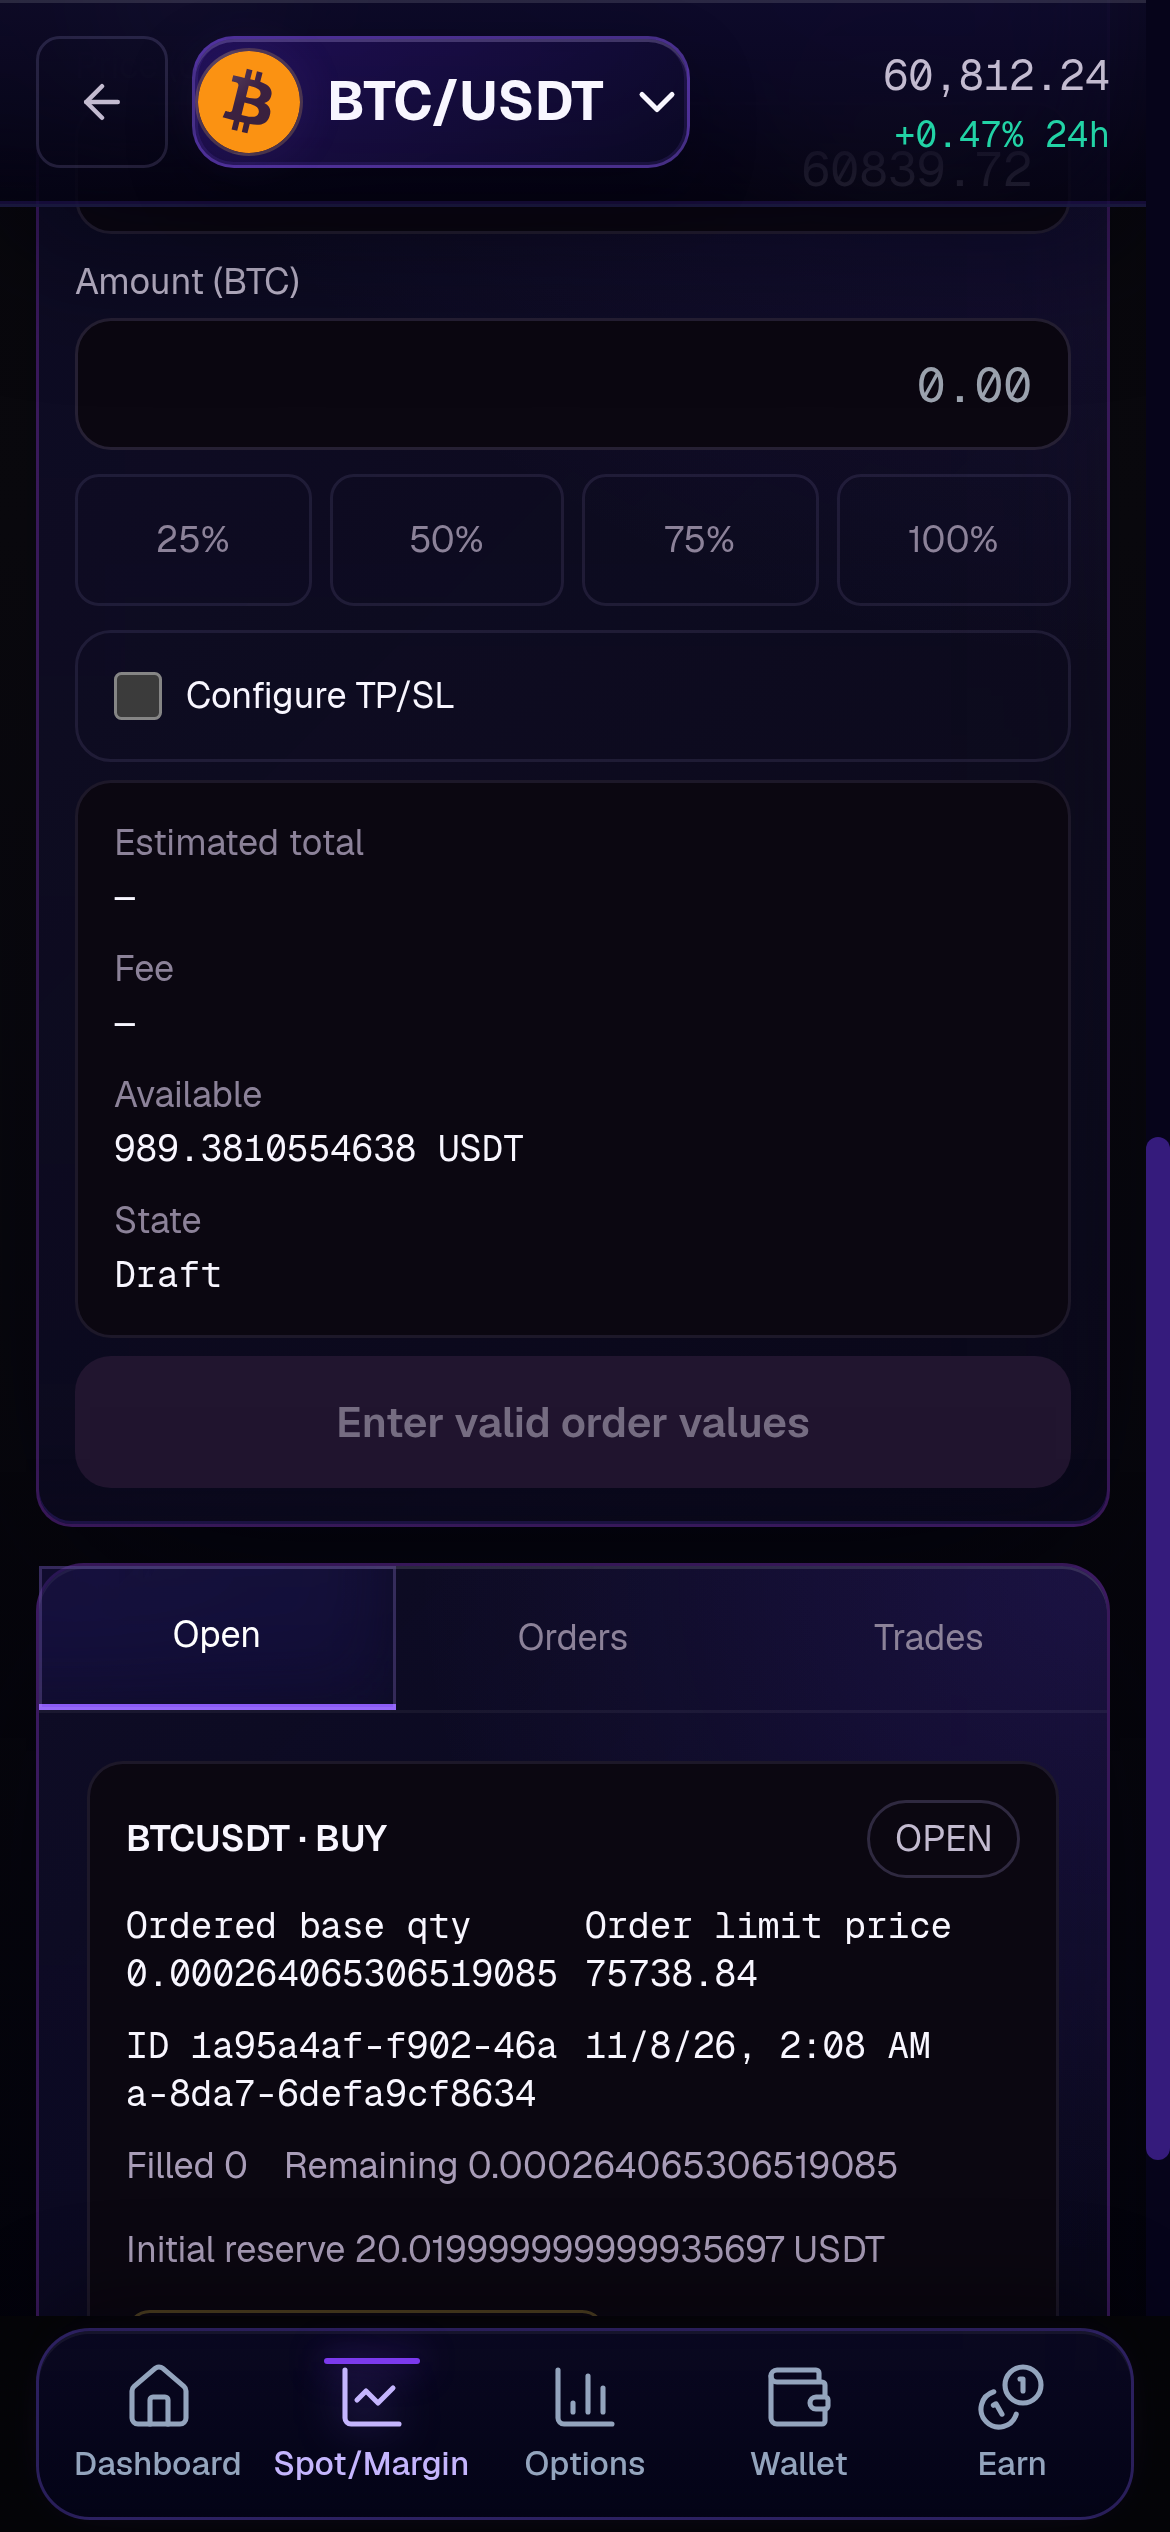 BTC/USDT
60,812.24
+0.47% 24h
60839.72
Amount (BTC)
0.00
25% 50% 75% 100%
Configure TP/SL
Estimated total
–
Fee
–
Available
989.3810554638 USDT
State
Draft
Enter valid order values
Open Orders Trades
BTCUSDT · BUY OPEN
Ordered base qty Order limit price
0.000264065306519085 75738.84
ID 1a95a4af-f902-46a 11/8/26, 2:08 AM
a-8da7-6defa9cf8634
Filled 0 Remaining 0.000264065306519085
Initial reserve 20.019999999999935697 USDT
Dashboard Spot/Margin Options Wallet Earn